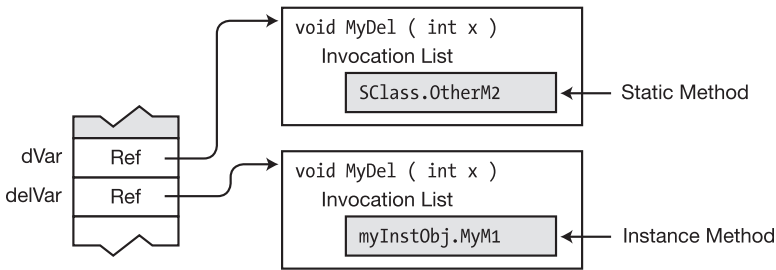 void MyDel ( int x )
Invocation List
SClass.OtherM2
Static Method
dVar
Ref
delVar
Ref
void MyDel ( int x )
Invocation List
myInstObj.MyM1
Instance Method